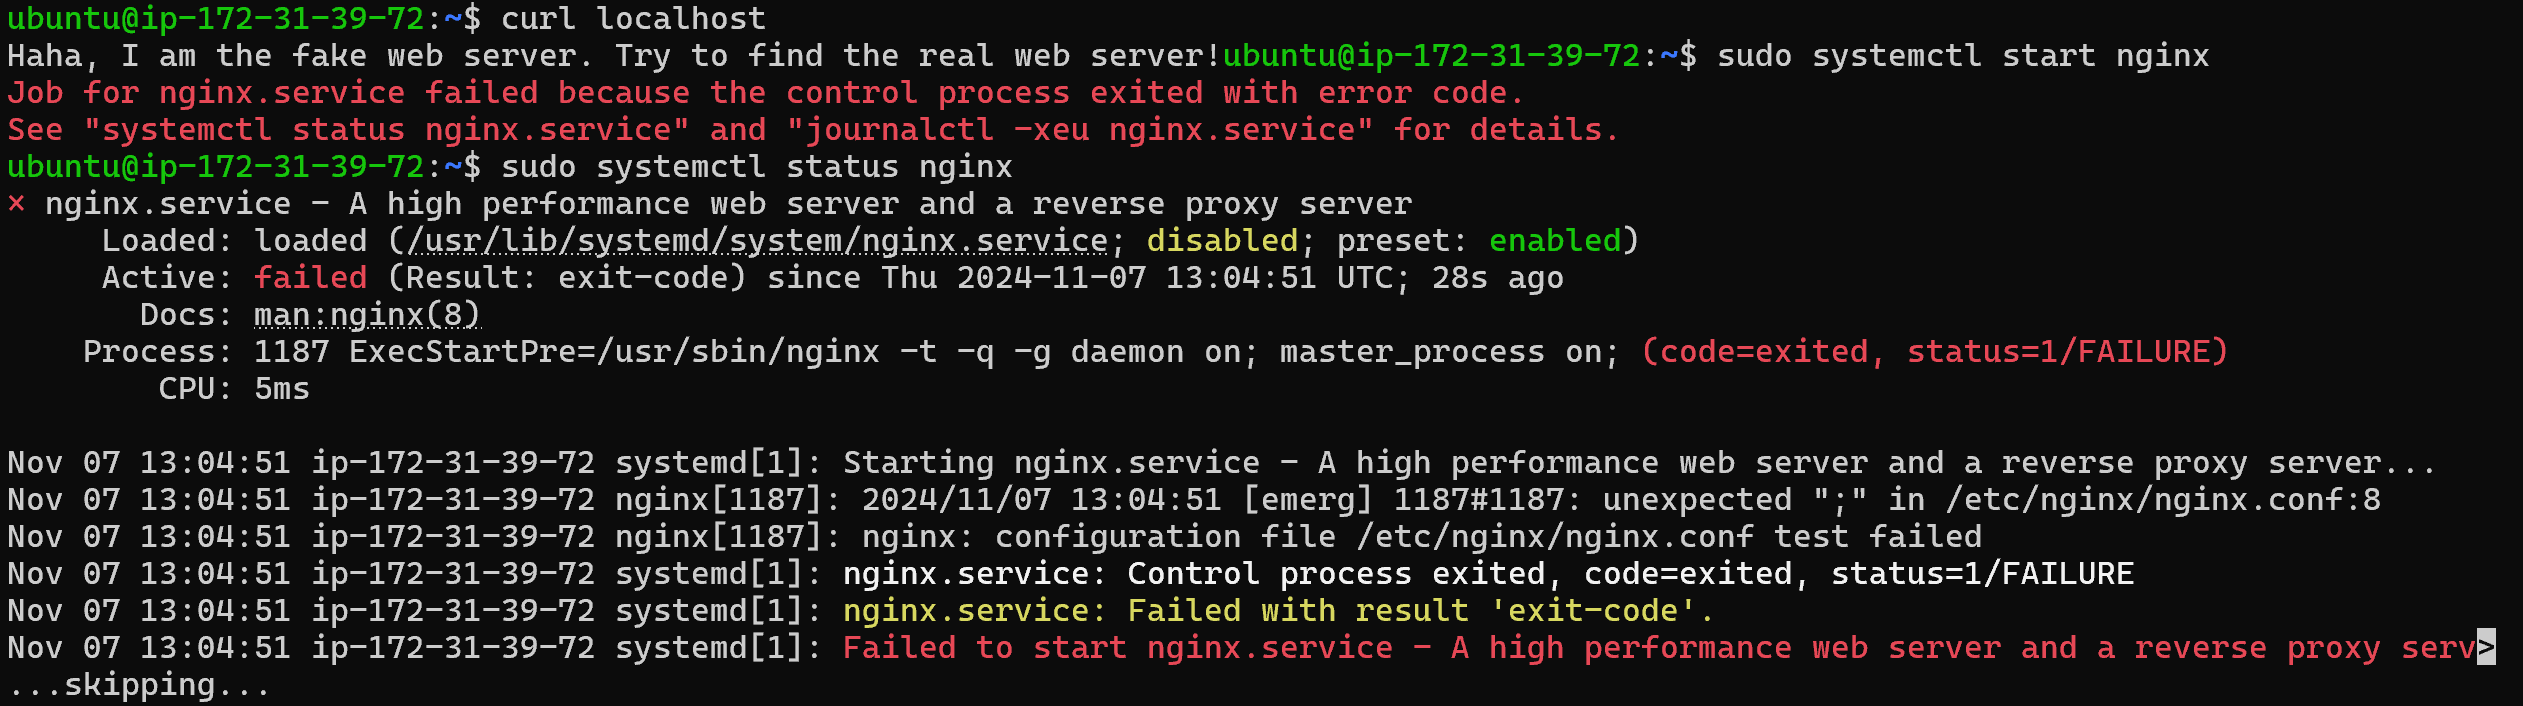 ubuntu@ip-172-31-39-72:~$ curl localhost
Haha, I am the fake web server. Try to find the real web server!ubuntu@ip-172-31-39-72:~$ sudo systemctl start nginx
Job for nginx.service failed because the control process exited with error code.
See "systemctl status nginx.service" and "journalctl -xeu nginx.service" for details.
ubuntu@ip-172-31-39-72:~$ sudo systemctl status nginx
× nginx.service - A high performance web server and a reverse proxy server
     Loaded: loaded (/usr/lib/systemd/system/nginx.service; disabled; preset: enabled)
     Active: failed (Result: exit-code) since Thu 2024-11-07 13:04:51 UTC; 28s ago
       Docs: man:nginx(8)
    Process: 1187 ExecStartPre=/usr/sbin/nginx -t -q -g daemon on; master_process on; (code=exited, status=1/FAILURE)
        CPU: 5ms

Nov 07 13:04:51 ip-172-31-39-72 systemd[1]: Starting nginx.service - A high performance web server and a reverse proxy server...
Nov 07 13:04:51 ip-172-31-39-72 nginx[1187]: 2024/11/07 13:04:51 [emerg] 1187#1187: unexpected ";" in /etc/nginx/nginx.conf:8
Nov 07 13:04:51 ip-172-31-39-72 nginx[1187]: nginx: configuration file /etc/nginx/nginx.conf test failed
Nov 07 13:04:51 ip-172-31-39-72 systemd[1]: nginx.service: Control process exited, code=exited, status=1/FAILURE
Nov 07 13:04:51 ip-172-31-39-72 systemd[1]: nginx.service: Failed with result 'exit-code'.
Nov 07 13:04:51 ip-172-31-39-72 systemd[1]: Failed to start nginx.service - A high performance web server and a reverse proxy serv>
...skipping...